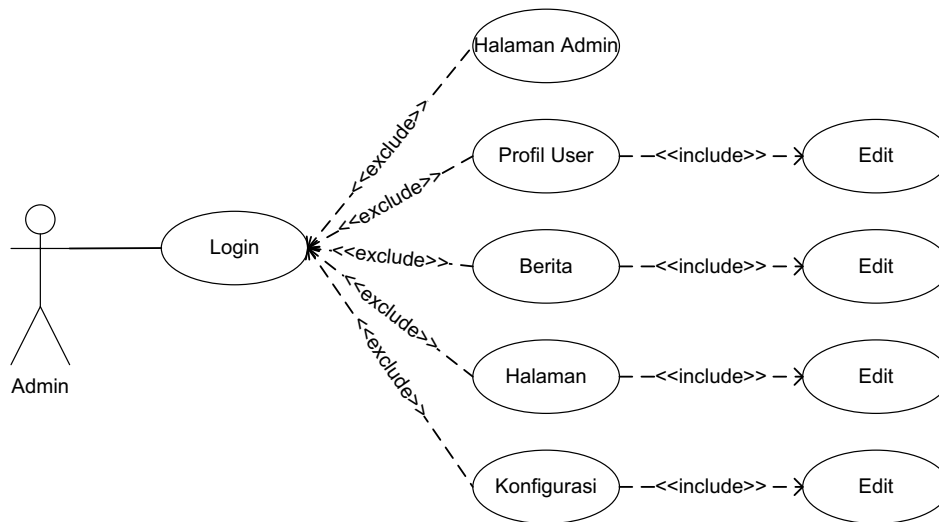 Halaman Admin
<<exclude>>
Profil User
<<include>>
Edit
<<exclude>>
Login
<<exclude>>
Berita
<<include>>
Edit
<<exclude>>
Halaman
<<include>>
Edit
<<exclude>>
Admin
Konfigurasi
<<include>>
Edit